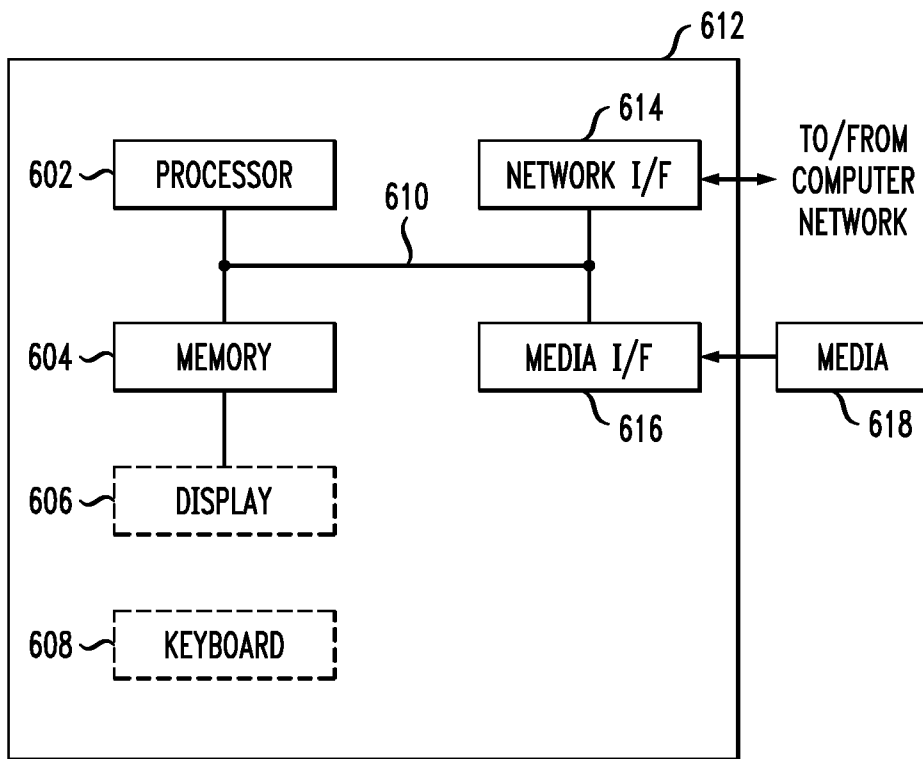 612
614
602
PROCESSOR
NETWORK I/F
TO/FROM
COMPUTER
NETWORK
610
604
MEMORY
MEDIA I/F
MEDIA
616
618
606
DISPLAY
608
KEYBOARD